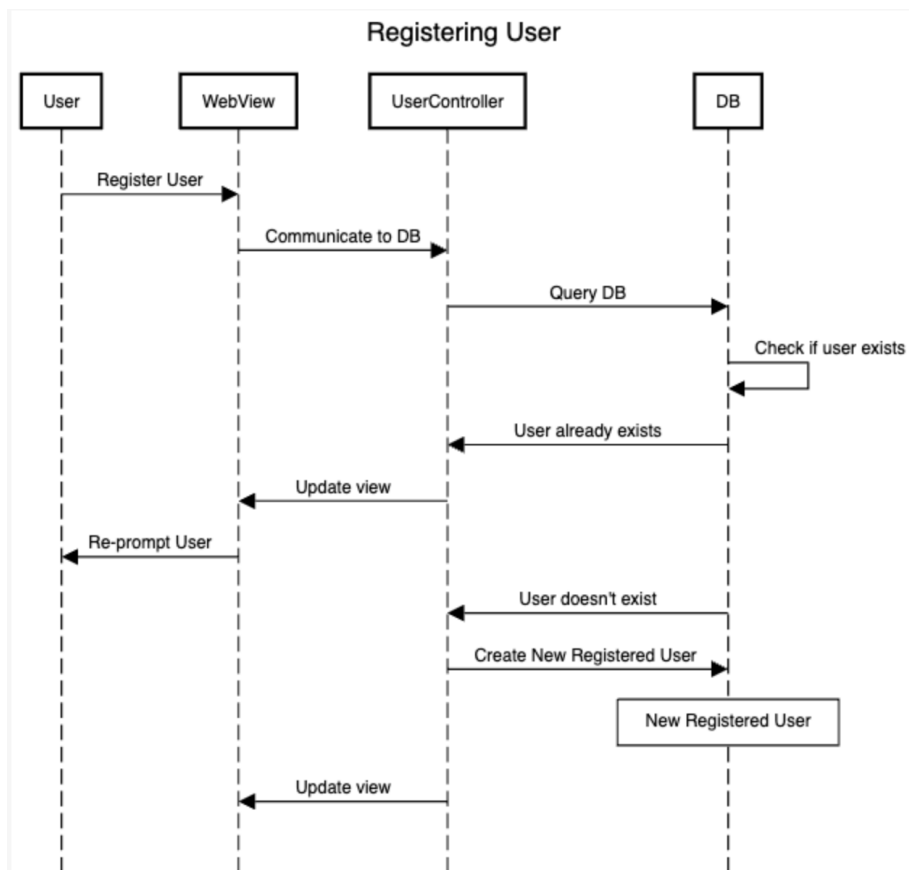 Registering User
User
WebView
UserController
DB
Register User
Communicate to DB
Query DB
Check if user exists
User already exists
Update view
Re-prompt User
User doesn't exist
Create New Registered User
New Registered User
Update view